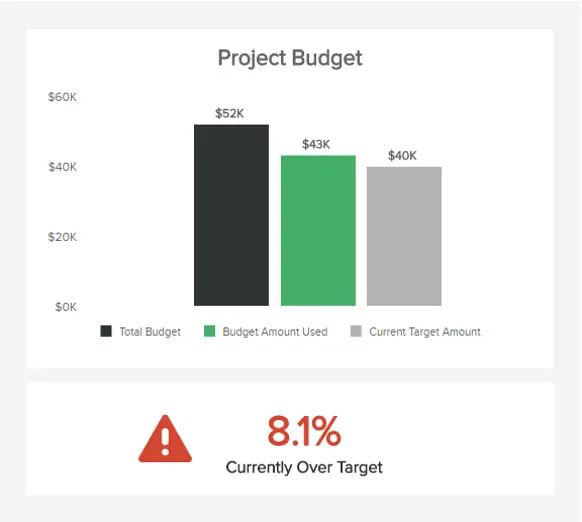 Project Budget
$60K
$52K
$43K
$40K
$40K
$20K
$0K
Total Budget
Budget Amount Used
Current Target Amount
8.1%
Currently Over Target